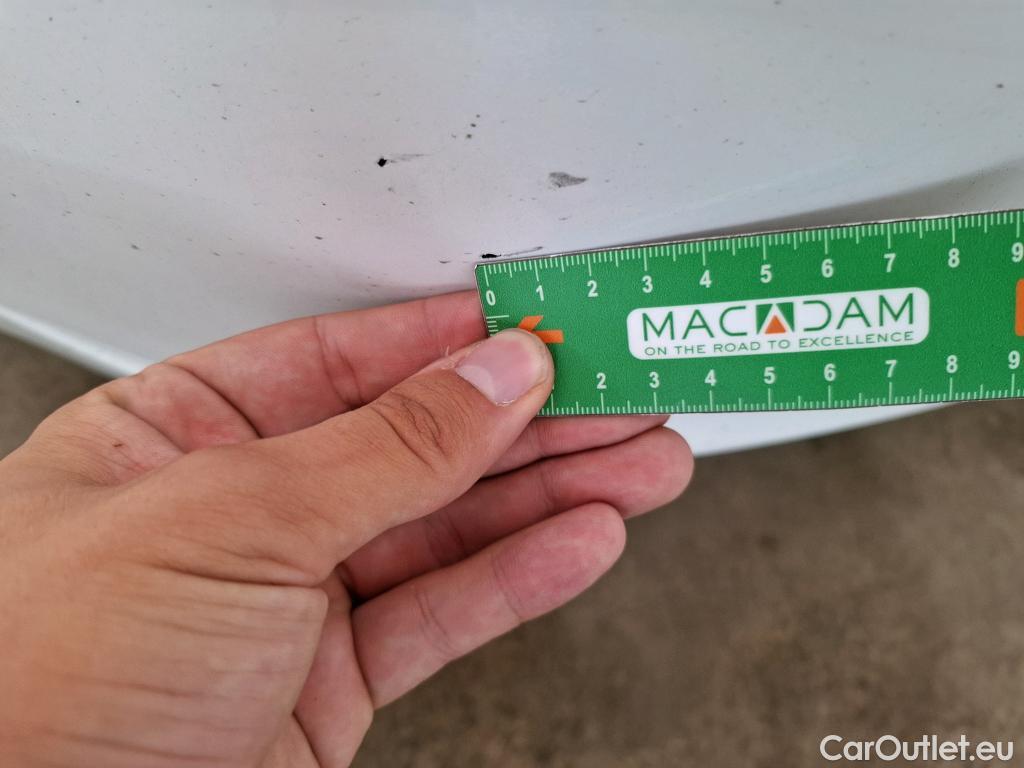 0 1 2 3 4 5 6 7 8 9
MACADAM
ON THE ROAD TO EXCELLENCE
2 3 4 5 6 7 8 9
CarOutlet.eu